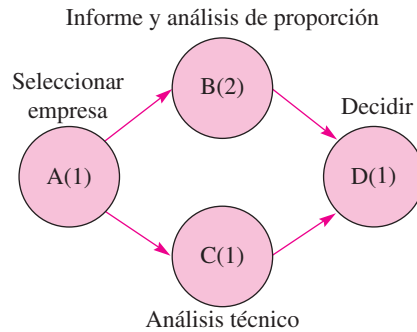 Informe y análisis de proporción
Seleccionar
empresa
B(2)
Decidir
A(1)
D(1)
C(1)
Análisis técnico